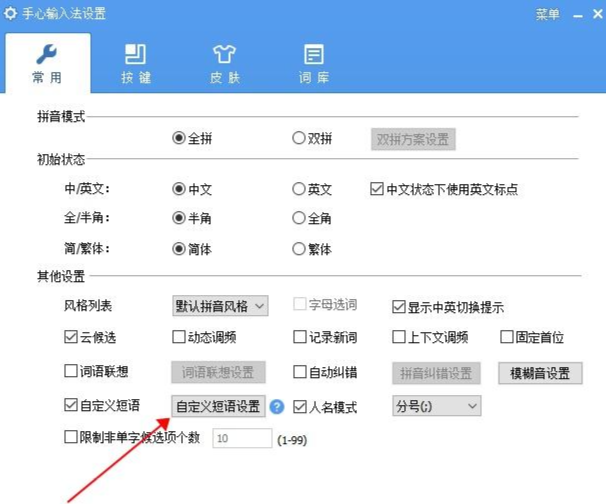 手心输入法设置 菜单
常用 按键 皮肤 词库
拼音模式
全拼 双拼 双拼方案设置
初始状态
中/英文: 中文 英文 中文状态下使用英文标点
全/半角: 半角 全角
简/繁体: 简体 繁体
其他设置
风格列表 默认拼音风格 字母选词 显示中英切换提示
云候选 动态调频 记录新词 上下文调频 固定首位
词语联想 词语联想设置 自动纠错 拼音纠错设置 模糊音设置
自定义短语 自定义短语设置 ? 人名模式 分号(;)
限制非单字候选项个数 10 (1-99)